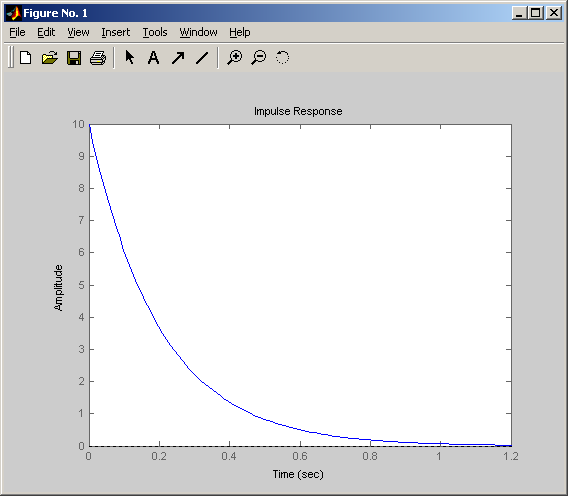 Figure No. 1
File Edit View Insert Tools Window Help
A
Impulse Response
10
9
8
7
6
5
4
3
2
1
0
Amplitude
0 0.2 0.4 0.6 0.8 1 1.2
Time (sec)